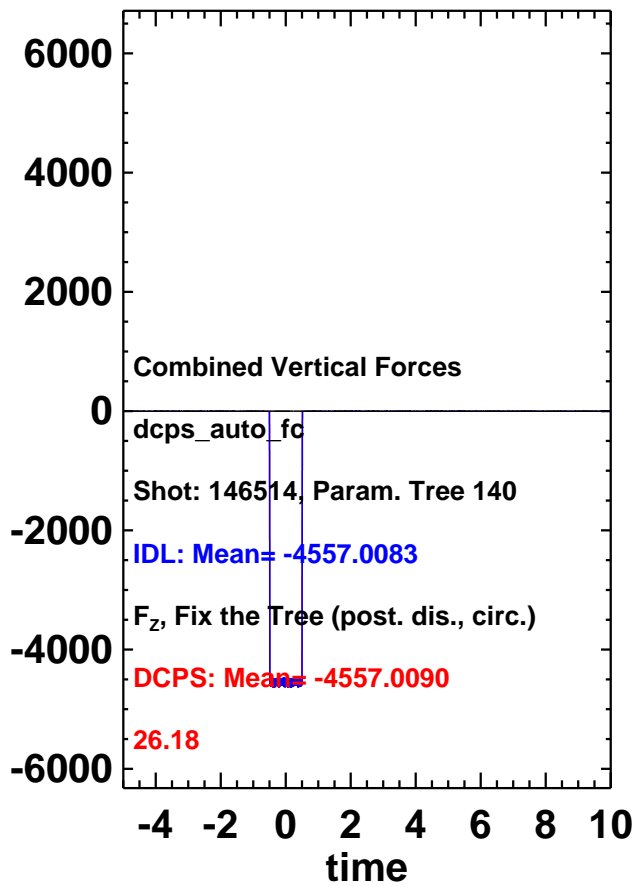 6000
4000
2000
Combined Vertical Forces
0
dcps_auto_fc
Shot: 146514, Param. Tree 140
-2000
IDL: Mean= -4557.0083
F_Z, Fix the Tree (post. dis., circ.)
-4000
DCPS: Mean= -4557.0090
26.18
-6000
-4 -2 0 2 4 6 8 10
time